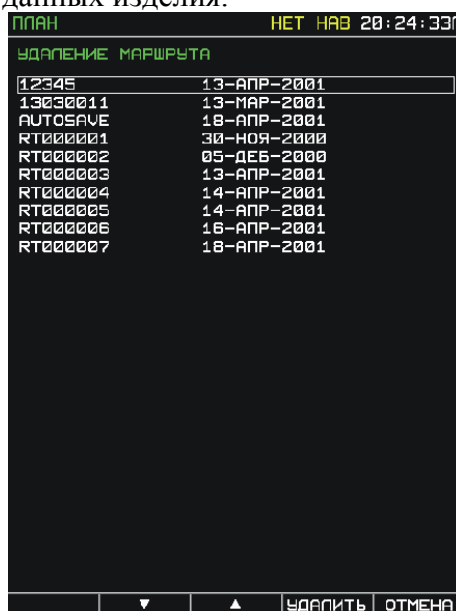 данных изделия.
ПЛАН НЕТ НАВ 20:24:33Г
УДАЛЕНИЕ МАРШРУТА
12345 13-АПР-2001
13030011 13-МАР-2001
AUTOSAVE 18-АПР-2001
RT000001 30-НОЯ-2000
RT000002 05-ДЕБ-2000
RT000003 13-АПР-2001
RT000004 14-АПР-2001
RT000005 14-АПР-2001
RT000006 16-АПР-2001
RT000007 18-АПР-2001
▼ ▲ УДАЛИТЬ ОТМЕНА